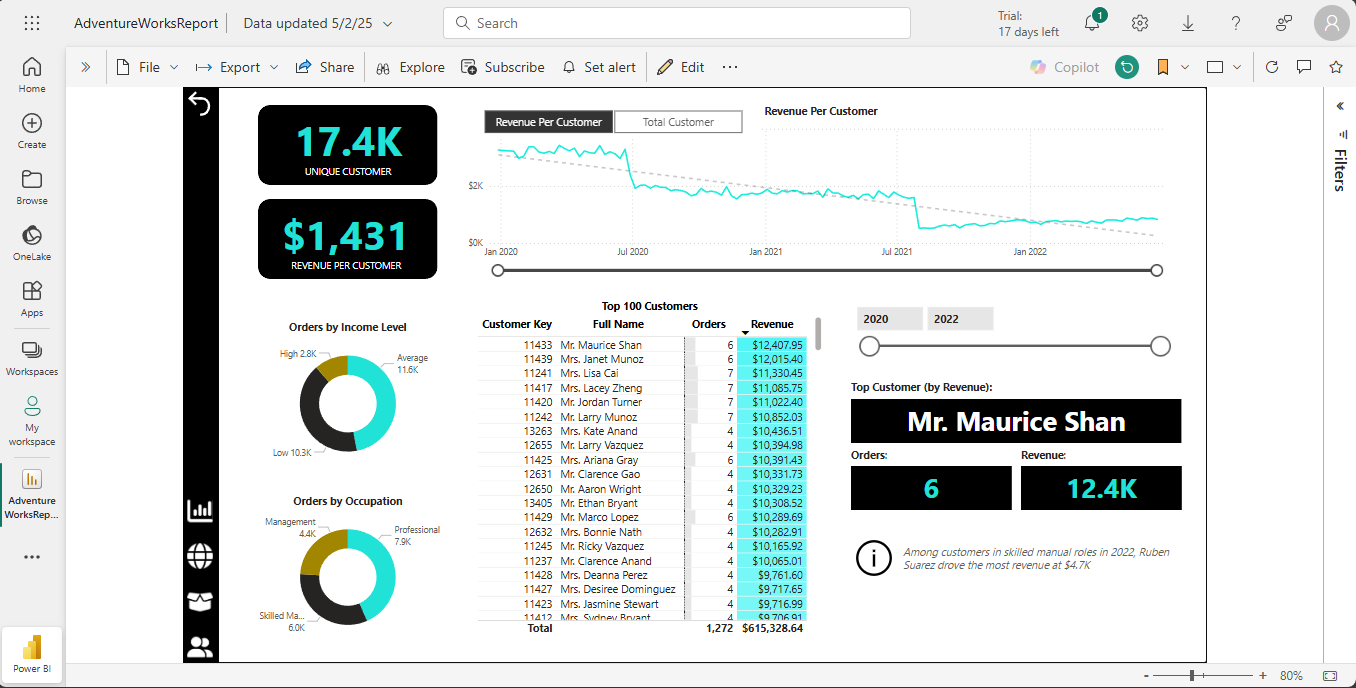 AdventureWorksReport
Data updated 5/2/25
Search
Trial:
17 days left
1
Home
Create
Browse
OneLake
Apps
Workspaces
My
workspace
Adventure
WorksRep...
Power BI
File
Export
Share
Explore
Subscribe
Set alert
Edit
Copilot
Filters
17.4K
UNIQUE CUSTOMER
$1,431
REVENUE PER CUSTOMER
Revenue Per Customer
Total Customer
Revenue Per Customer
$2K
$0K
Jan 2020
Jul 2020
Jan 2021
Jul 2021
Jan 2022
Orders by Income Level
High 2.8K
Average
11.6K
Low 10.3K
Orders by Occupation
Management
4.4K
Professional
7.9K
Skilled Ma...
6.0K
Top 100 Customers
Customer Key Full Name Orders Revenue
11433 Mr. Maurice Shan 6 $12,407.95
11439 Mrs. Janet Munoz 6 $12,015.40
11241 Mrs. Lisa Cai 7 $11,330.45
11417 Mrs. Lacey Zheng 7 $11,085.75
11420 Mr. Jordan Turner 7 $11,022.40
11242 Mr. Larry Munoz 7 $10,852.03
13263 Mrs. Kate Anand 4 $10,436.51
12655 Mr. Larry Vazquez 4 $10,394.98
11425 Mrs. Ariana Gray 6 $10,391.43
12631 Mr. Clarence Gao 4 $10,331.73
12650 Mr. Aaron Wright 4 $10,329.23
13405 Mr. Ethan Bryant 4 $10,308.52
11429 Mr. Marco Lopez 6 $10,289.69
12632 Mrs. Bonnie Nath 4 $10,282.91
11245 Mr. Ricky Vazquez 4 $10,165.92
11237 Mr. Clarence Anand 4 $10,065.01
11428 Mrs. Deanna Perez 4 $9,761.60
11427 Mrs. Desiree Dominguez 4 $9,717.65
11423 Mrs. Jasmine Stewart 4 $9,716.99
11412 Mrs. Sydney Bryant 4 $9,706.91
Total 1,272 $615,328.64
2020
2022
Top Customer (by Revenue):
Mr. Maurice Shan
Orders:
Revenue:
6
12.4K
Among customers in skilled manual roles in 2022, Ruben
Suarez drove the most revenue at $4.7K
- + 80%